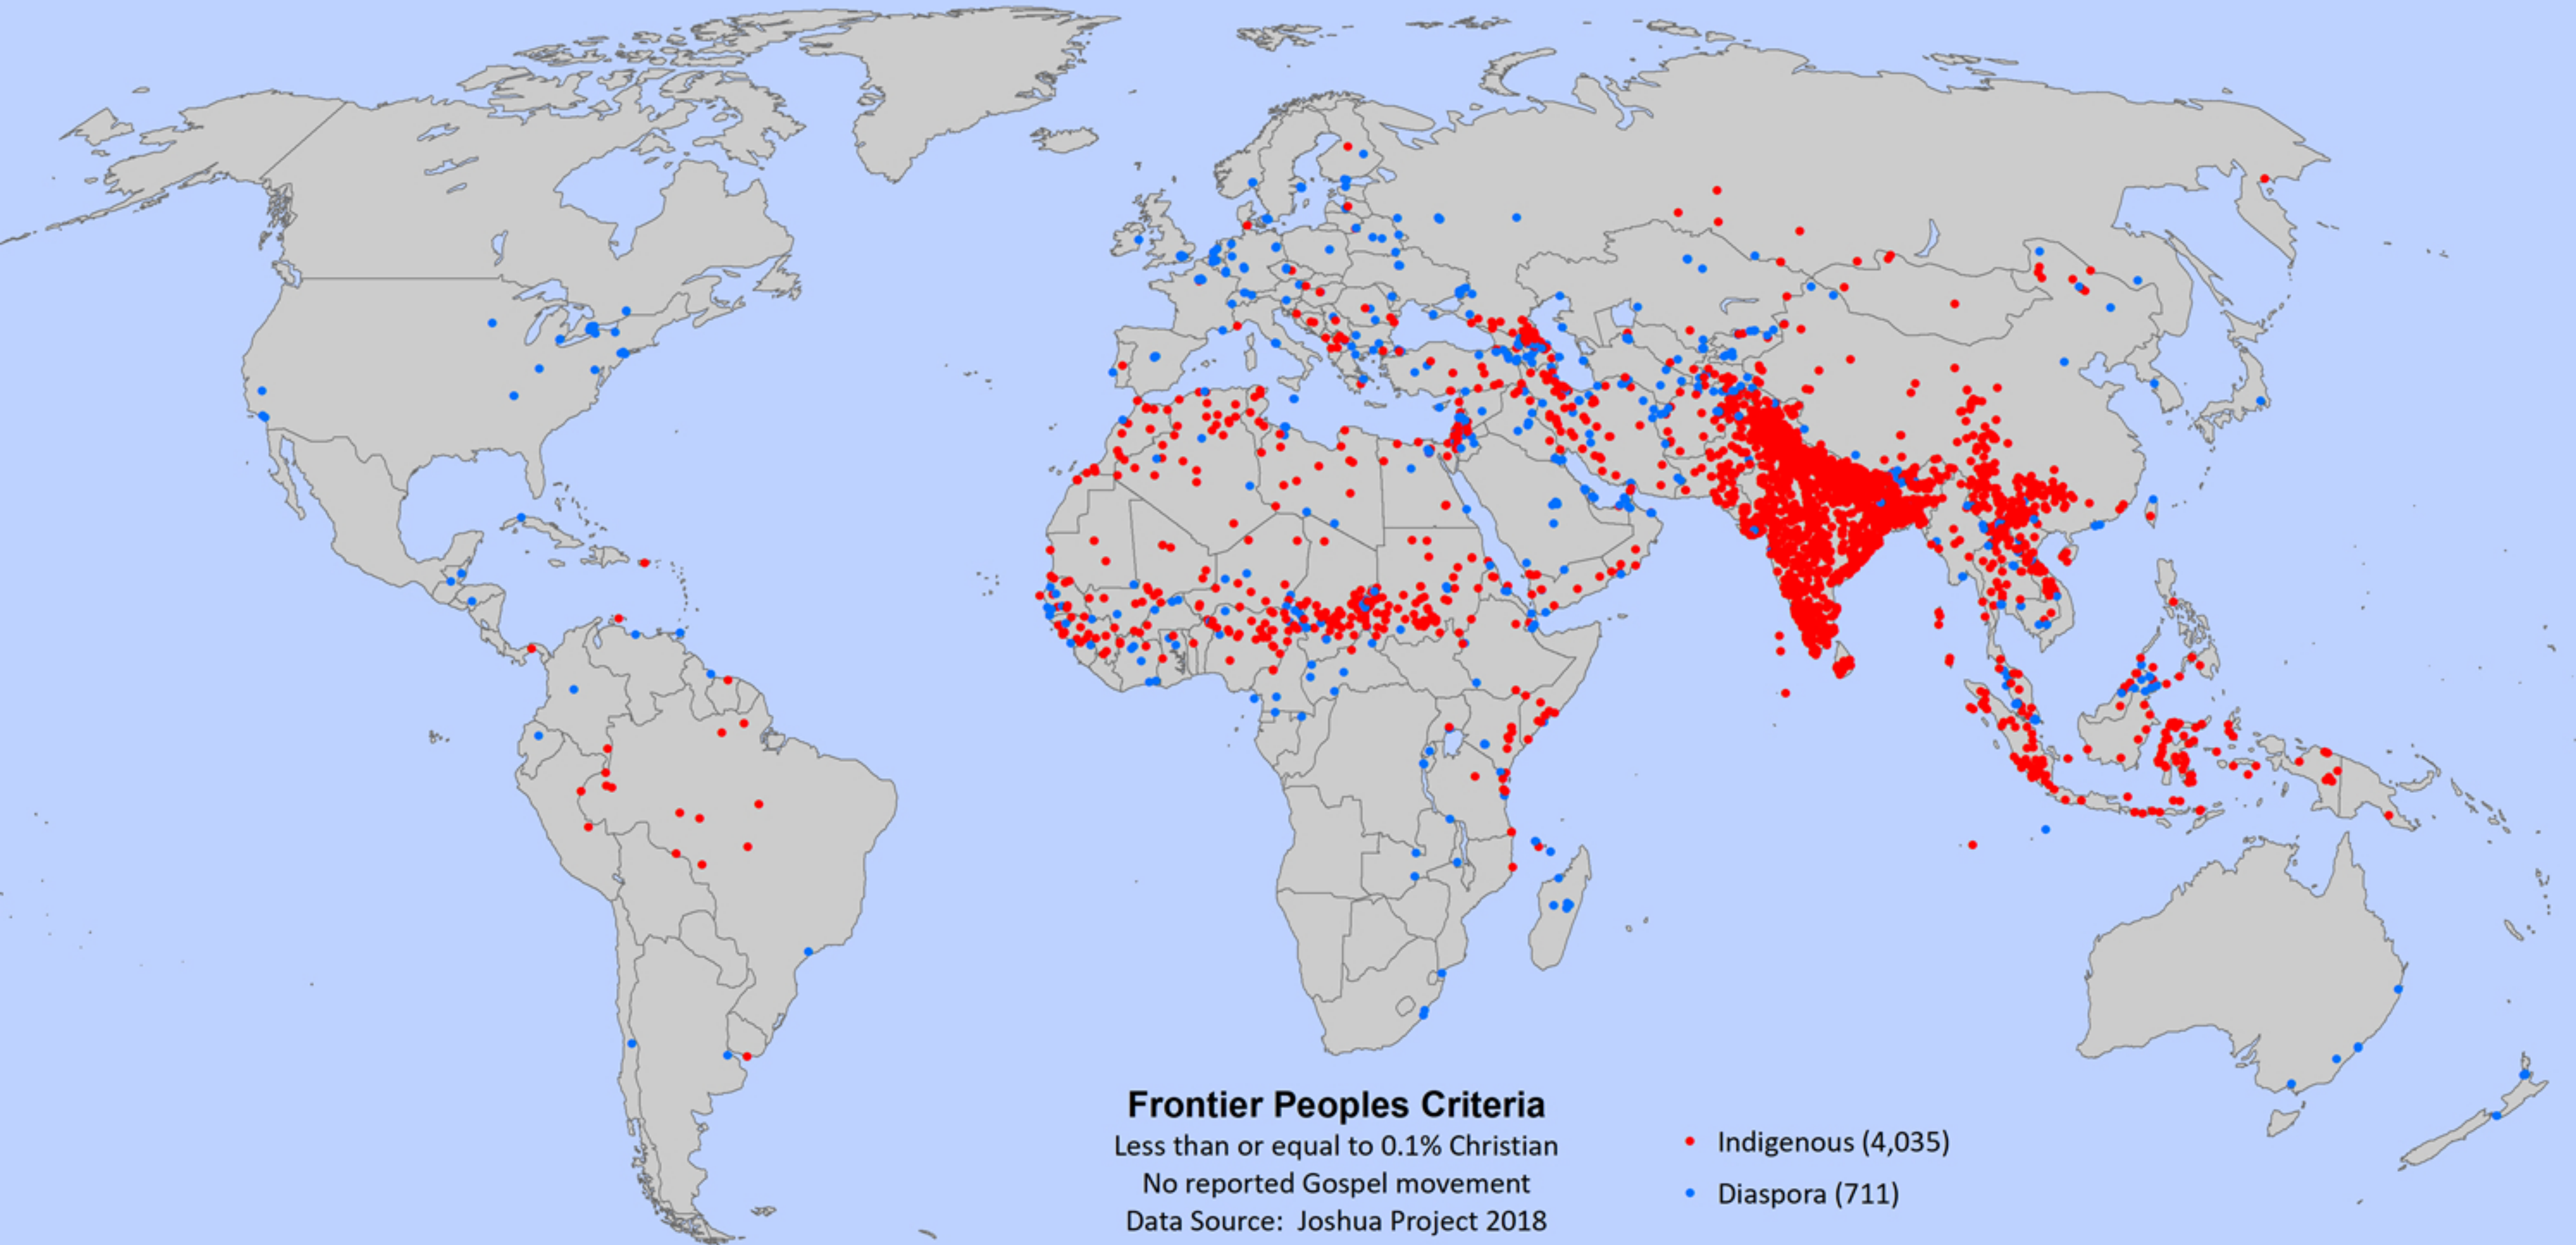 Frontier Peoples Criteria
Less than or equal to 0.1% Christian
No reported Gospel movement
Data Source: Joshua Project 2018
Indigenous (4,035)
Diaspora (711)